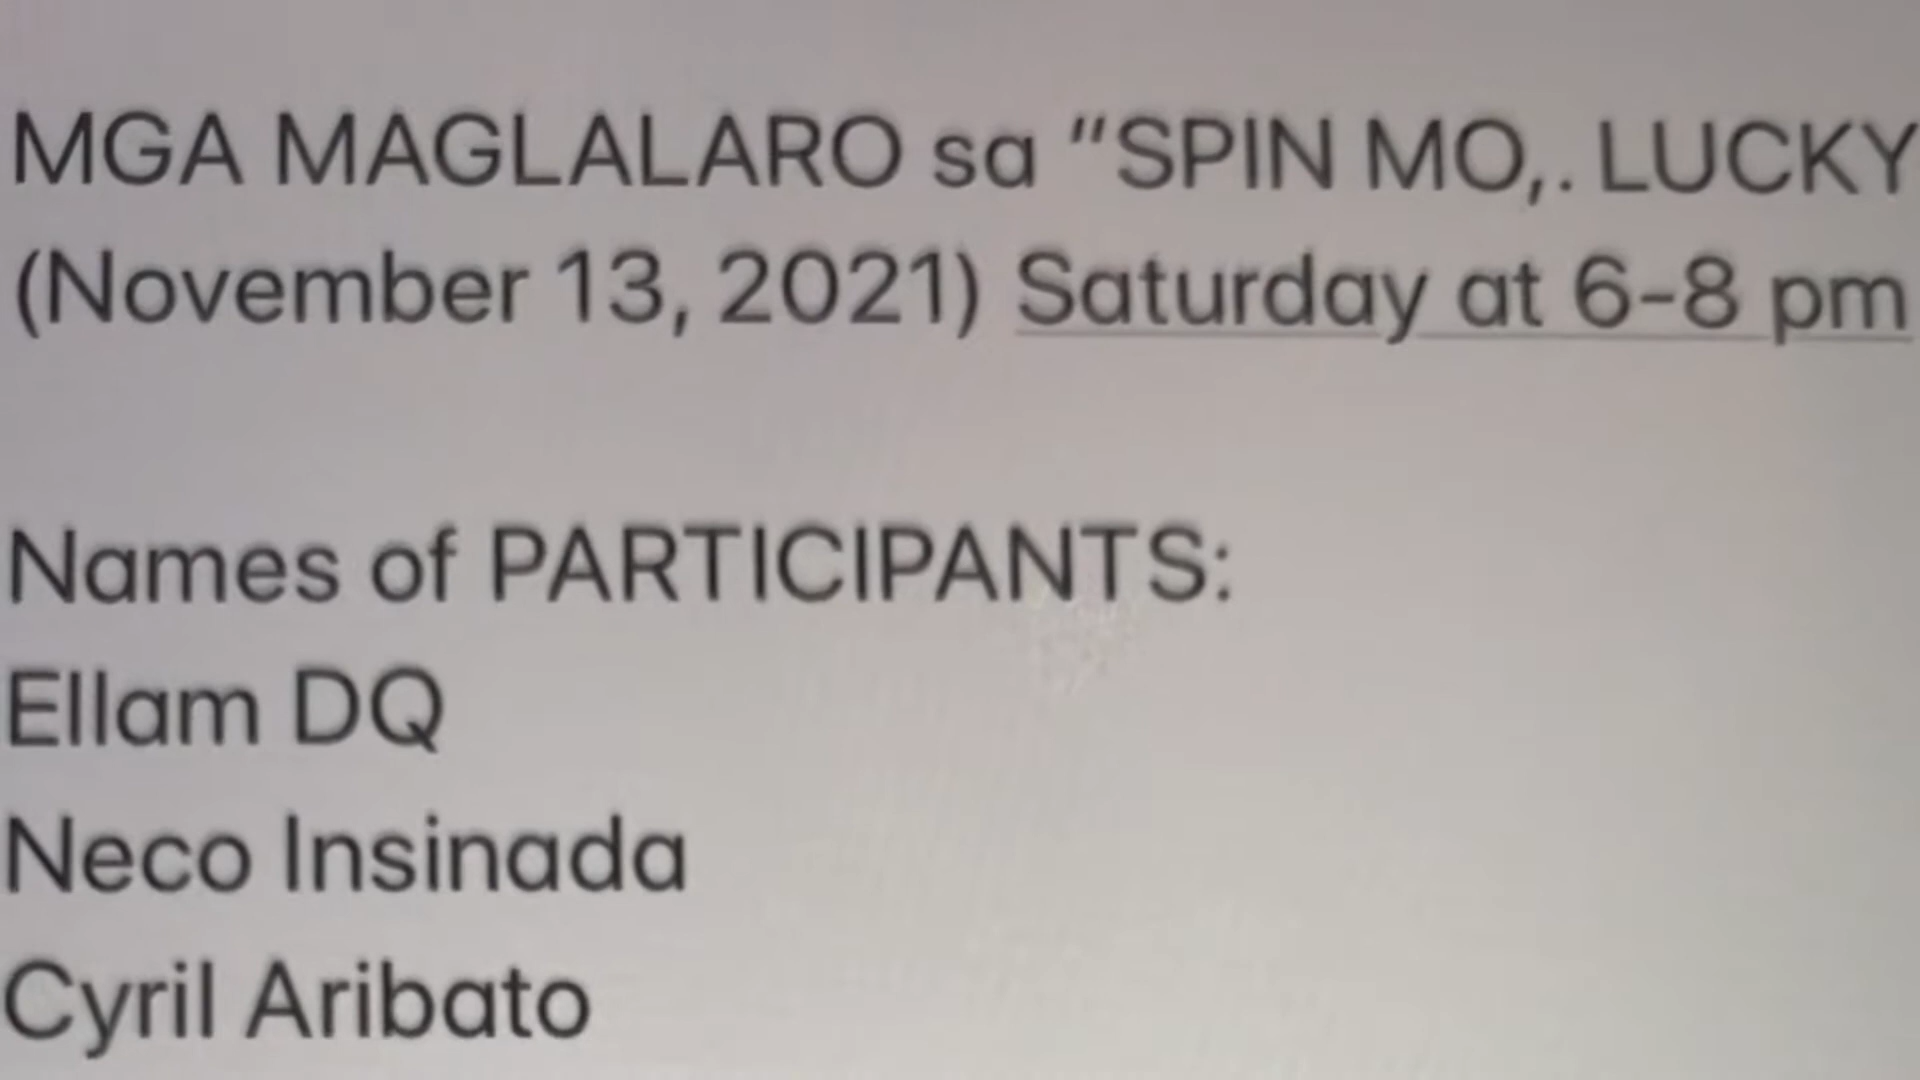 MGA MAGLALARO sa "SPIN MO,. LUCKY
(November 13, 2021) Saturday at 6-8 pm
Names of PARTICIPANTS:
Ellam DQ
Neco Insinada
Cyril Aribato